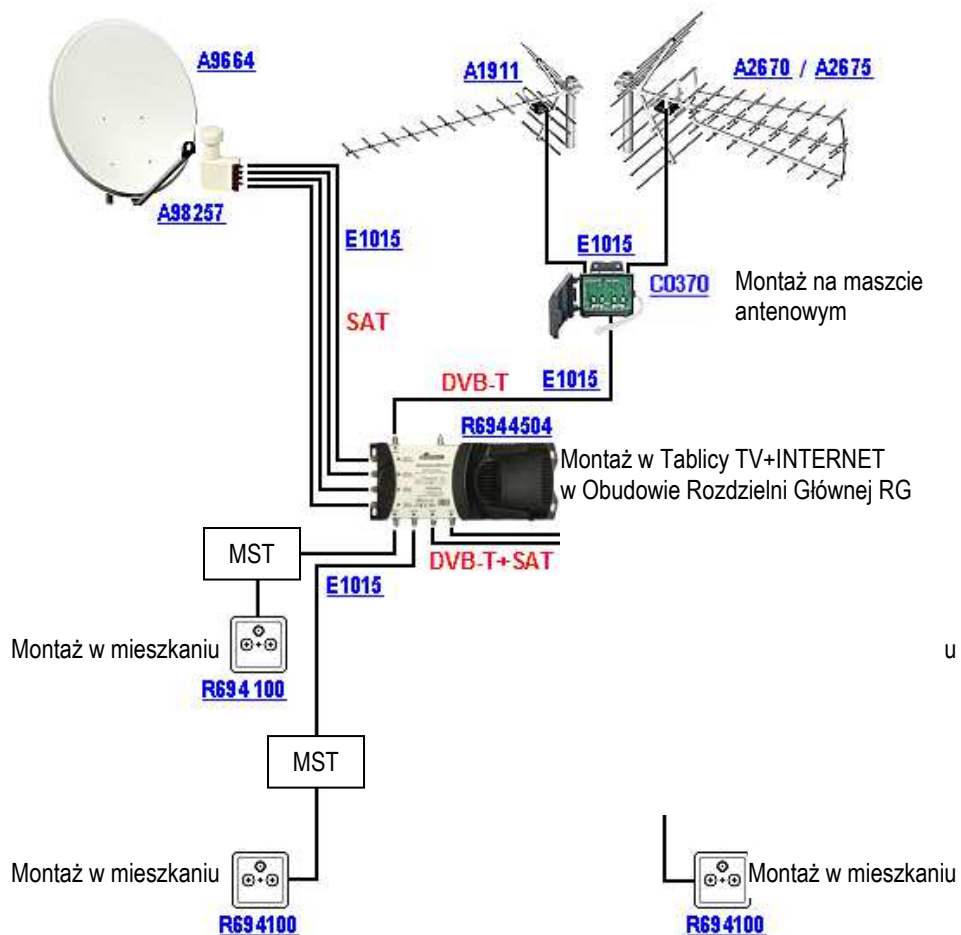 A9664
A1911
A2670 / A2675
A98257
E1015
E1015
C0370
Montaż na maszcie
antenowym
SAT
DVB-T
E1015
R6944504
Montaż w Tablicy TV+INTERNET
w Obudowie Rozdzielni Głównej RG
MST
DVB-T+SAT
E1015
Montaż w mieszkaniu
u
R694100
MST
Montaż w mieszkaniu
Montaż w mieszkaniu
R694100
R694100